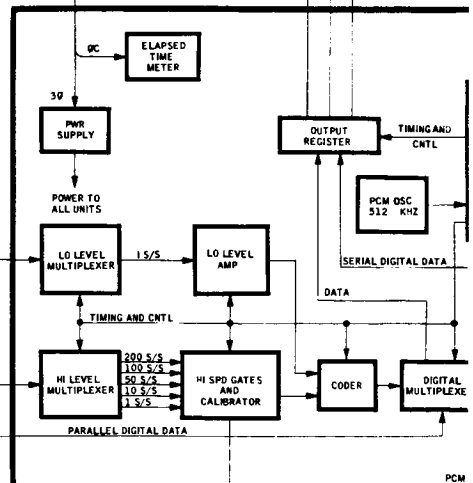 ØC
ELAPSED
TIME
METER
3Ø
PWR
SUPPLY
OUTPUT
REGISTER
TIMING AND
CNTL
POWER TO
ALL UNITS
PCM OSC
512 KHZ
LO LEVEL
MULTIPLEXER
1 S/S
LO LEVEL
AMP
SERIAL DIGITAL DATA
DATA
TIMING AND CNTL
HI LEVEL
MULTIPLEXER
200 S/S
100 S/S
50 S/S
10 S/S
1 S/S
HI SPD GATES
AND
CALIBRATOR
CODER
DIGITAL
MULTIPLEXE
PARALLEL DIGITAL DATA
PCM